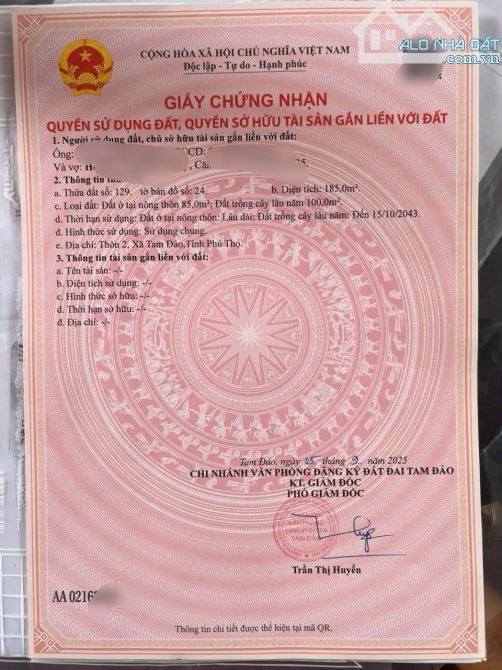 ALO NHÀ ĐẤT
.com.vn
CỘNG HÒA XÃ HỘI CHỦ NGHĨA VIỆT NAM
Độc lập - Tự do - Hạnh phúc
GIẤY CHỨNG NHẬN
QUYỀN SỬ DỤNG ĐẤT, QUYỀN SỞ HỮU TÀI SẢN GẮN LIỀN VỚI ĐẤT
1. Người sử dụng đất, chủ sở hữu tài sản gắn liền với đất:
Ông:
Và vợ:
2. Thông tin
a. Thửa đất số: 129, tờ bản đồ số: 24. b. Diện tích: 185,0m².
c. Loại đất: Đất ở tại nông thôn 85,0m²; Đất trồng cây lâu năm 100,0m².
d. Thời hạn sử dụng: Đất ở tại nông thôn: Lâu dài; Đất trồng cây lâu năm: Đến 15/10/2043.
đ. Hình thức sử dụng: Sử dụng chung.
e. Địa chỉ: Thôn 2, Xã Tam Đảo,Tỉnh Phú Thọ.
3. Thông tin tài sản gắn liền với đất:
a. Tên tài sản: -/-
b. Diện tích sử dụng: -/-
c. Hình thức sở hữu: -/-
d. Thời hạn sở hữu: -/-
đ. Địa chỉ: -/-
Tam Đảo, ngày 05 tháng 9 năm 2025
CHI NHÁNH VĂN PHÒNG ĐĂNG KÝ ĐẤT ĐAI TAM ĐẢO
KT. GIÁM ĐỐC
PHÓ GIÁM ĐỐC
Trần Thị Huyến
AA 0216
Thông tin chi tiết được thể hiện tại mã QR.